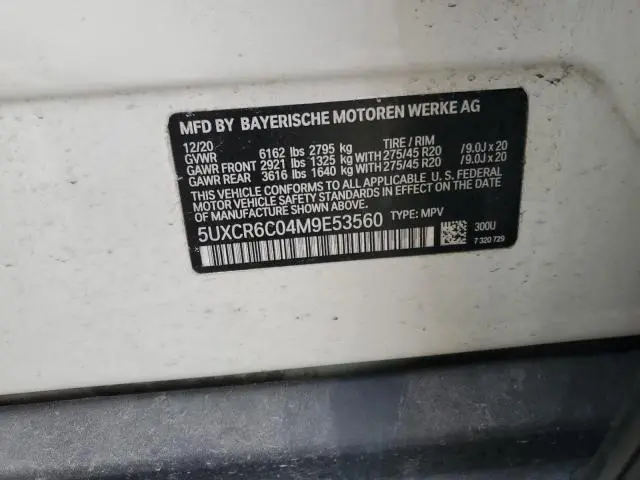 MFD BY BAYERISCHE MOTOREN WERKE AG
12/20 TIRE / RIM
GVWR 6162 lbs 2795 kg
GAWR FRONT 2921 lbs 1325 kg WITH 275/45 R20 /9.0J x 20
GAWR REAR 3616 lbs 1640 kg WITH 275/45 R20 /9.0J x 20
THIS VEHICLE CONFORMS TO ALL APPLICABLE U. S. FEDERAL
MOTOR VEHICLE SAFETY STANDARDS IN EFFECT ON THE
DATE OF MANUFACTURE SHOWN ABOVE.
5UXCR6C04M9E53560 TYPE: MPV
300U
7 320 729